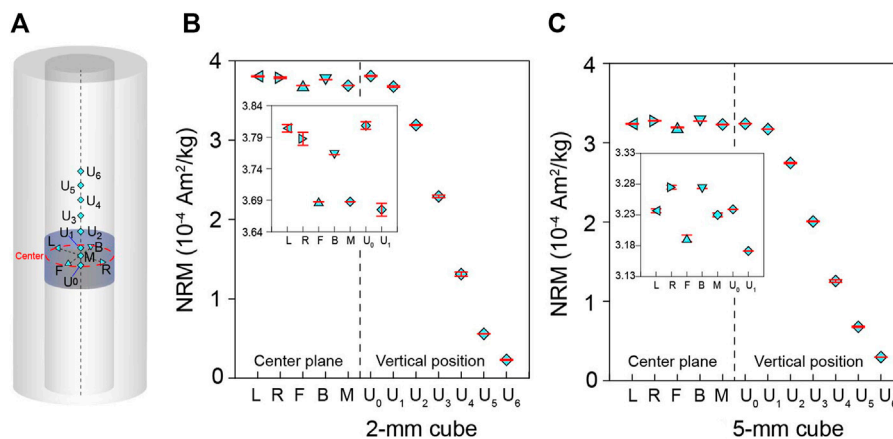 A
U6
U5
U4
U3
U1
U2
L
B
Center
M
F
R
U0
B
NRM (10⁻⁴ Am²/kg)
4
3
2
1
0
3.84
3.79
3.74
3.69
3.64
L R F B M U₀ U₁
Center plane Vertical position
L R F B M U₀ U₁ U₂ U₃ U₄ U₅ U₆
2-mm cube
C
NRM (10⁻⁴ Am²/kg)
4
3
2
1
0
3.33
3.28
3.23
3.18
3.13
L R F B M U₀ U₁
Center plane Vertical position
L R F B M U₀ U₁ U₂ U₃ U₄ U₅
5-mm cube